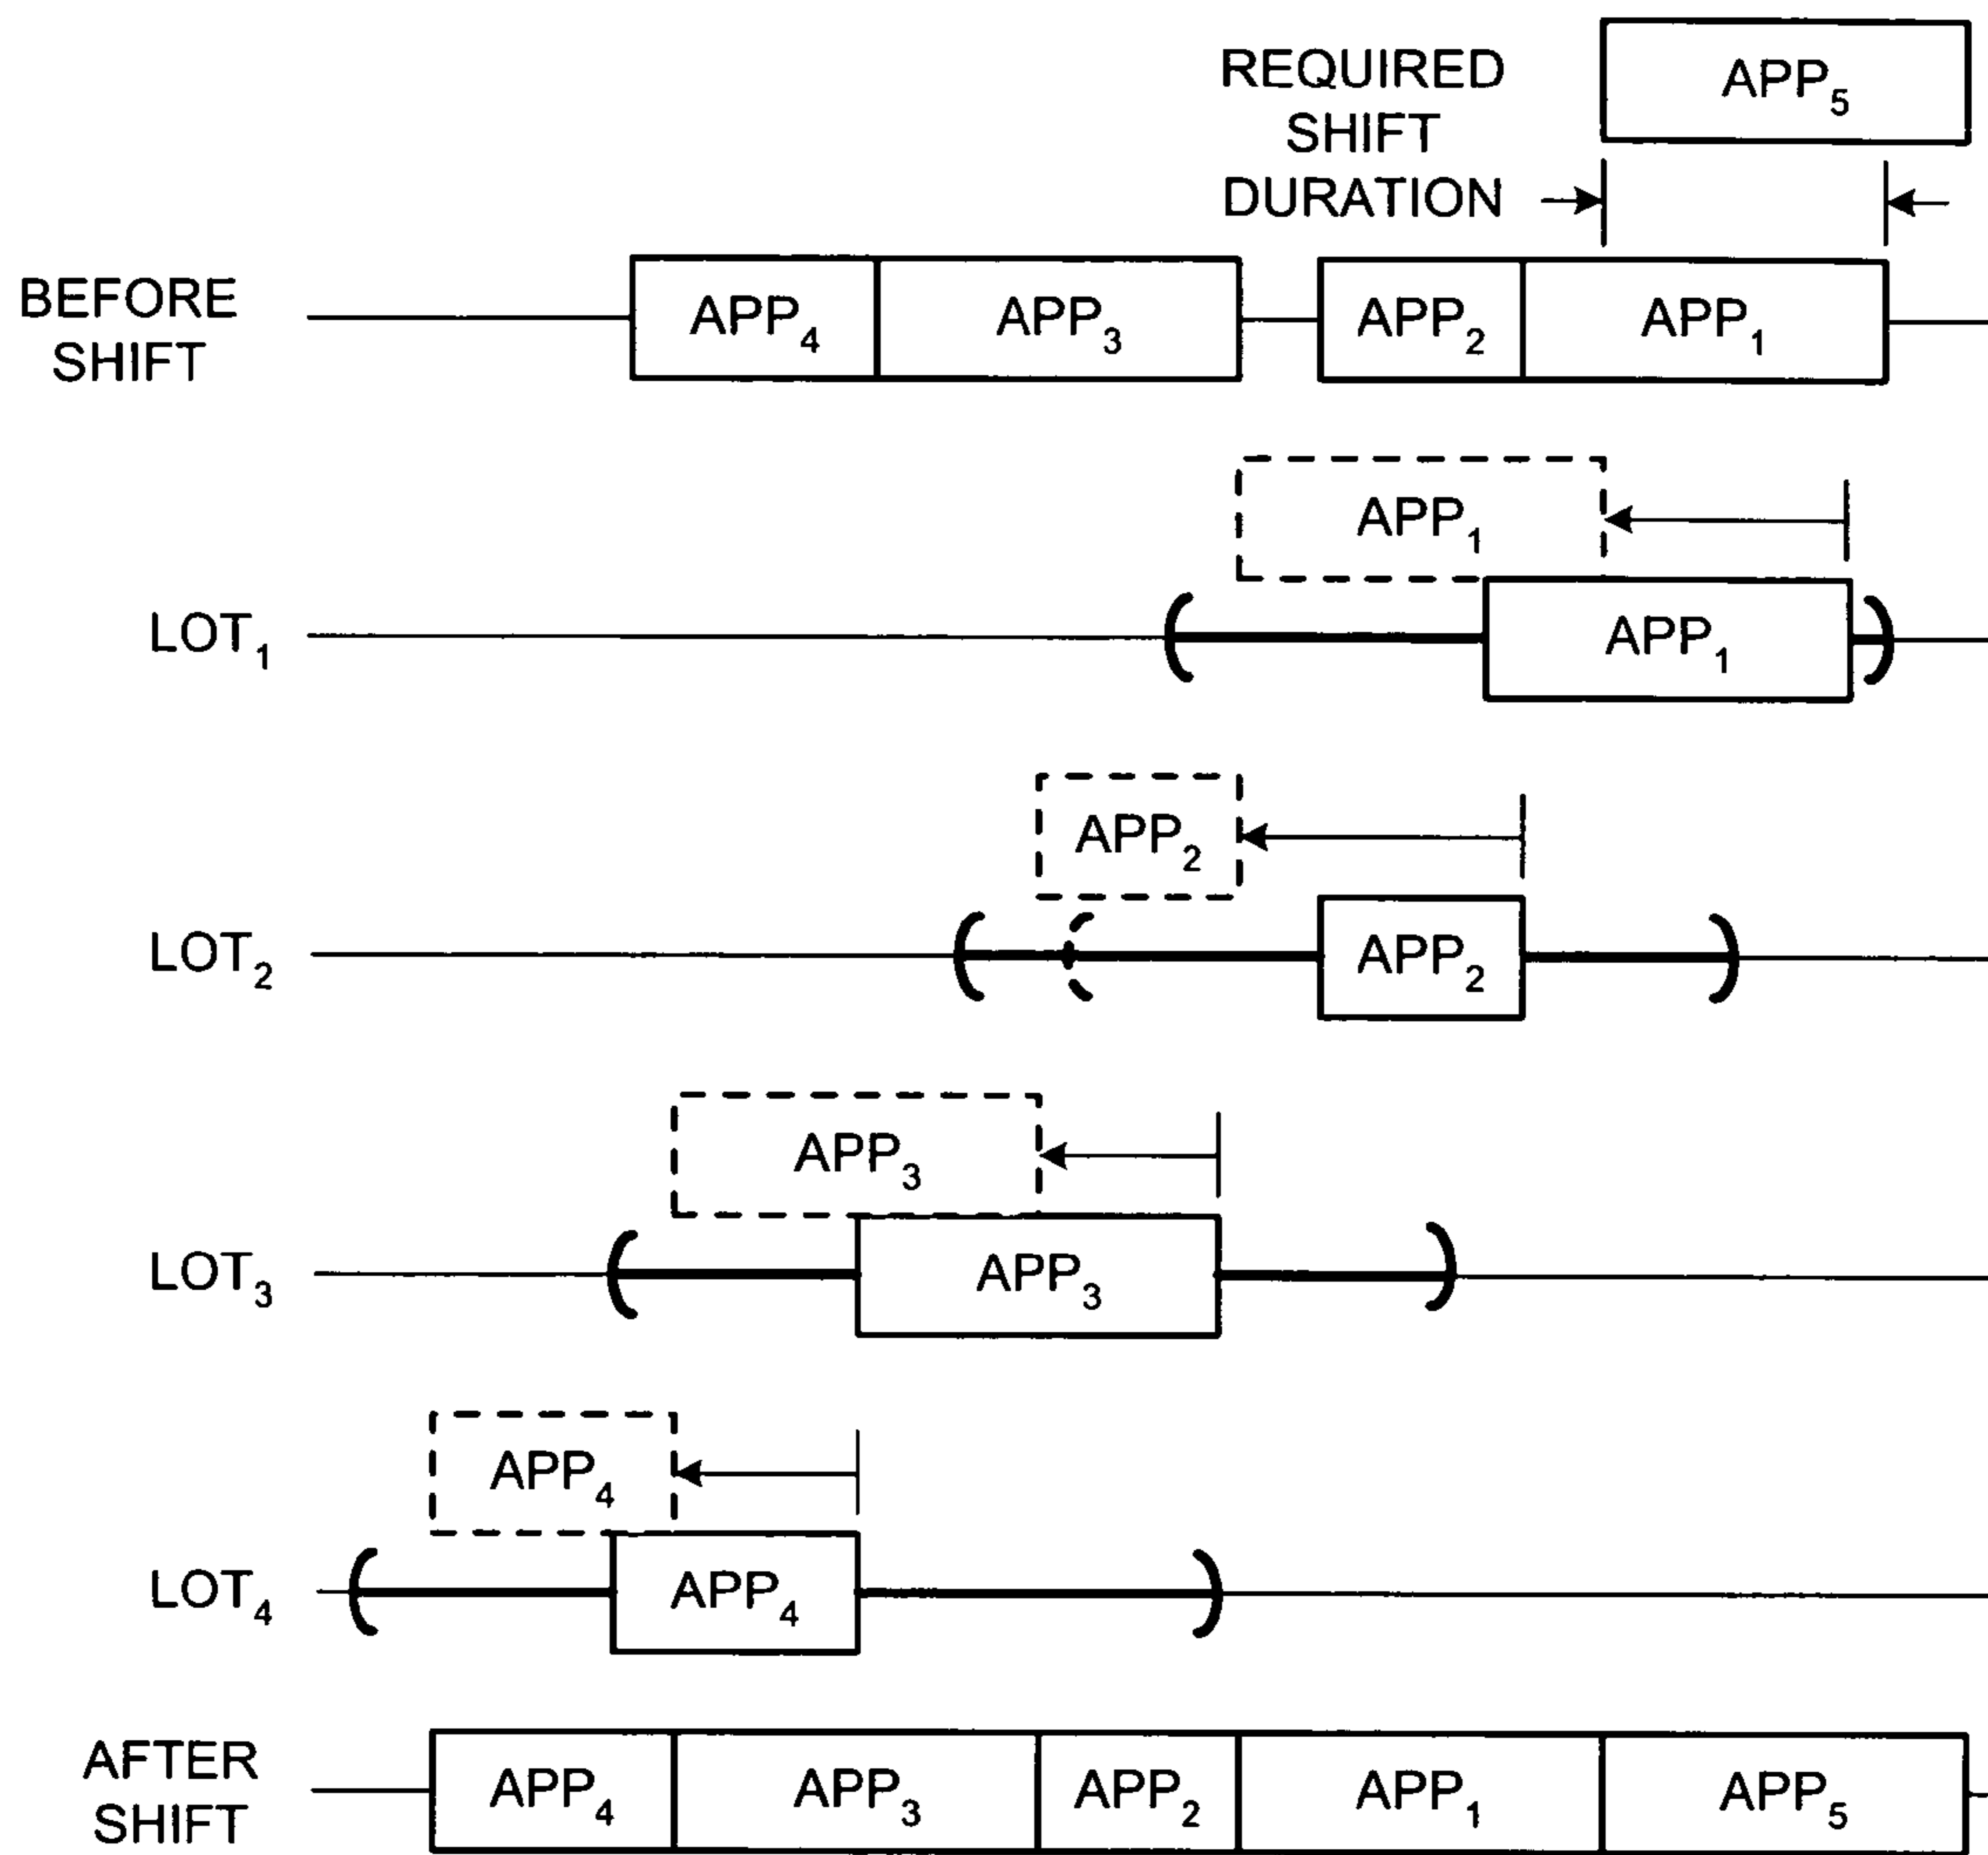 REQUIRED
SHIFT
DURATION
APP₅
BEFORE
SHIFT
APP₄
APP₃
APP₂
APP₁
APP₁
LOT₁
APP₁
APP₂
LOT₂
APP₂
APP₃
LOT₃
APP₃
APP₄
LOT₄
APP₄
AFTER
SHIFT
APP₄
APP₃
APP₂
APP₁
APP₅